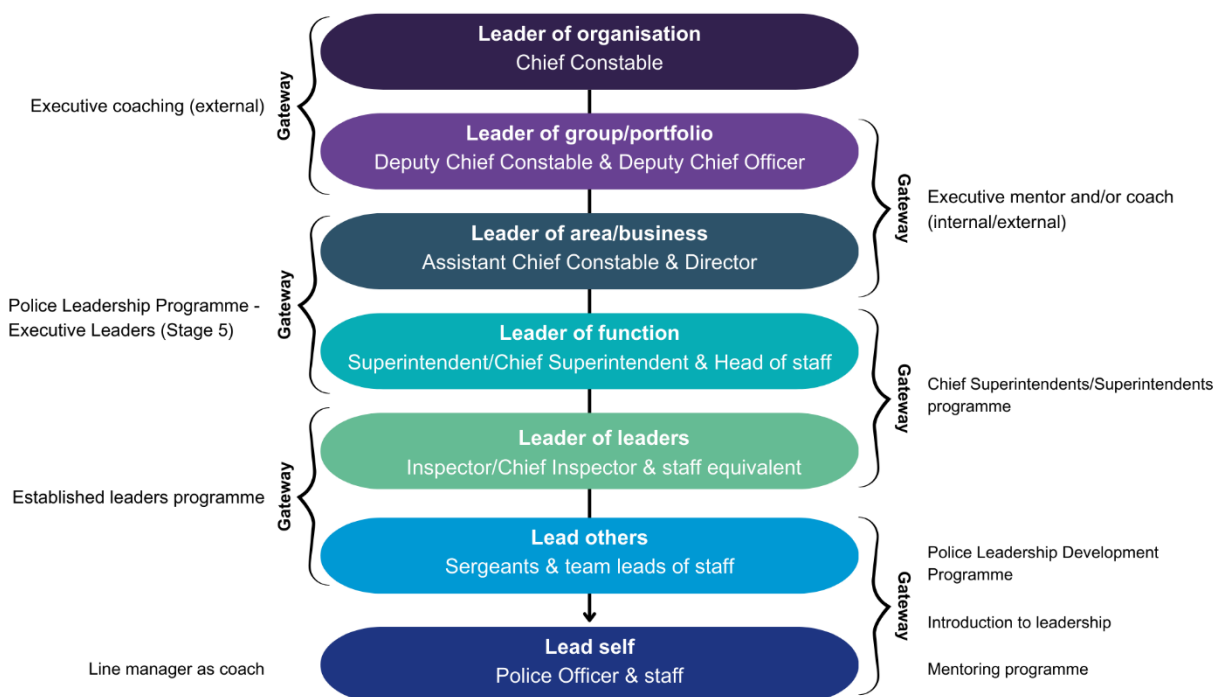 Leader of organisation
Chief Constable
Gateway
Executive coaching (external)
Leader of group/portfolio
Deputy Chief Constable & Deputy Chief Officer
Gateway
Executive mentor and/or coach
(internal/external)
Leader of area/business
Assistant Chief Constable & Director
Gateway
Police Leadership Programme -
Executive Leaders (Stage 5)
Leader of function
Superintendent/Chief Superintendent & Head of staff
Gateway
Chief Superintendents/Superintendents
programme
Leader of leaders
Inspector/Chief Inspector & staff equivalent
Gateway
Established leaders programme
Lead others
Sergeants & team leads of staff
Gateway
Police Leadership Development
Programme
Introduction to leadership
Mentoring programme
Lead self
Police Officer & staff
Line manager as coach